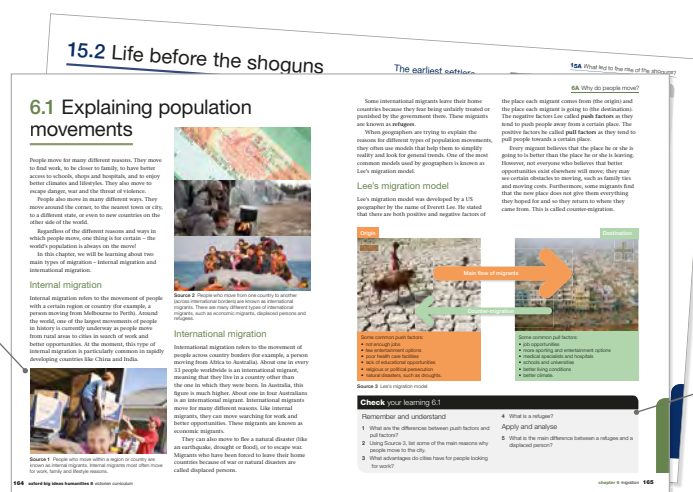 15.2 Life before the shoguns
The earliest settlers
15A What led to the rise of the shoguns?
6A Why do people move?
6.1 Explaining population
movements
People move for many different reasons. They move
to find work, to be closer to family; to have better
access to schools, shops and hospitals, and to enjoy
better climates and lifestyles. They also move to
escape danger, war and the threat of violence.
People also move in many different ways. They
move around the corner, to the nearest town or city,
to a different state, or even to new countries on the
other side of the world.
Regardless of the different reasons and ways in
which people move, one thing is for certain – the
world's population is always on the move!
In this chapter, we will be learning about two
main types of migration – internal migration and
international migration.
Internal migration
Internal migration refers to the movement of people
with a certain region or country (for example, a
person moving from Melbourne to Perth). Around
the world, one of the largest movements of people
in history is currently underway as people move
from rural areas to cities in search of work and
better opportunities. At the moment, this type of
internal migration is particularly common in rapidly
developing countries like China and India.
Source 1 People who move within a region or country are
known as internal migrants. Internal migrants most often move
for work, family and lifestyle reasons.
Source 2 People who move from one country to another
(across international borders) are known as international
migrants. There are many different types of international
migrants, such as economic migrants, displaced persons and
refugees.
International migration
International migration refers to the movement of
people across country borders (for example, a person
moving from Africa to Australia). About one in every
33 people worldwide is an international migrant,
meaning that they live in a country other than
the one in which they were born. In Australia, this
figure is much higher. About one in four Australians
is an international migrant. International migrants
move for many different reasons. Like internal
migrants, they can move searching for work and
better opportunities. These migrants are known as
economic migrants.
They can also move to flee a natural disaster (like
an earthquake, drought or flood), or to escape war.
Migrants who have been forced to leave their home
countries because of war or natural disasters are
called displaced persons.
164 oxford big ideas humanities 8 victorian curriculum
Some international migrants leave their home
countries because they fear being unfairly treated or
punished by the government there. These migrants
are known as refugees.
When geographers are trying to explain the
reasons for different types of population movements,
they often use models that help them to simplify
reality and look for general trends. One of the most
common models used by geographers is known as
Lee's migration model.
Lee's migration model
Lee's migration model was developed by a US
geographer by the name of Everett Lee. He stated
that there are both positive and negative factors of
the place each migrant comes from (the origin) and
the place each migrant is going to (the destination).
The negative factors Lee called push factors as they
tend to push people away from a certain place. The
positive factors he called pull factors as they tend to
pull people towards a certain place.
Every migrant believes that the place he or she is
going to is better than the place he or she is leaving.
However, not everyone who believes that better
opportunities exist elsewhere will move; they may
see certain obstacles to moving, such as family ties
and moving costs. Furthermore, some migrants find
that the new place does not give them everything
they hoped for and so they return to where they
came from. This is called counter-migration.
Origin
Destination
Main flow of migrants
Counter-migration
Some common push factors:
• not enough jobs
• few entertainment options
• poor health care facilities
• lack of educational opportunities
• religious or political persecution
• natural disasters, such as droughts.
Some common pull factors:
• job opportunities
• more sporting and entertainment options
• medical specialists and hospitals
• schools and universities
• better living conditions
• better climate.
Source 3 Lee's migration model
Check your learning 6.1
Remember and understand
1 What are the differences between push factors and
pull factors?
2 Using Source 3, list some of the main reasons why
people move to the city.
3 What advantages do cities have for people looking
for work?
4 What is a refugee?
Apply and analyse
5 What is the main difference between a refugee and a
displaced person?
chapter 6 migration 165